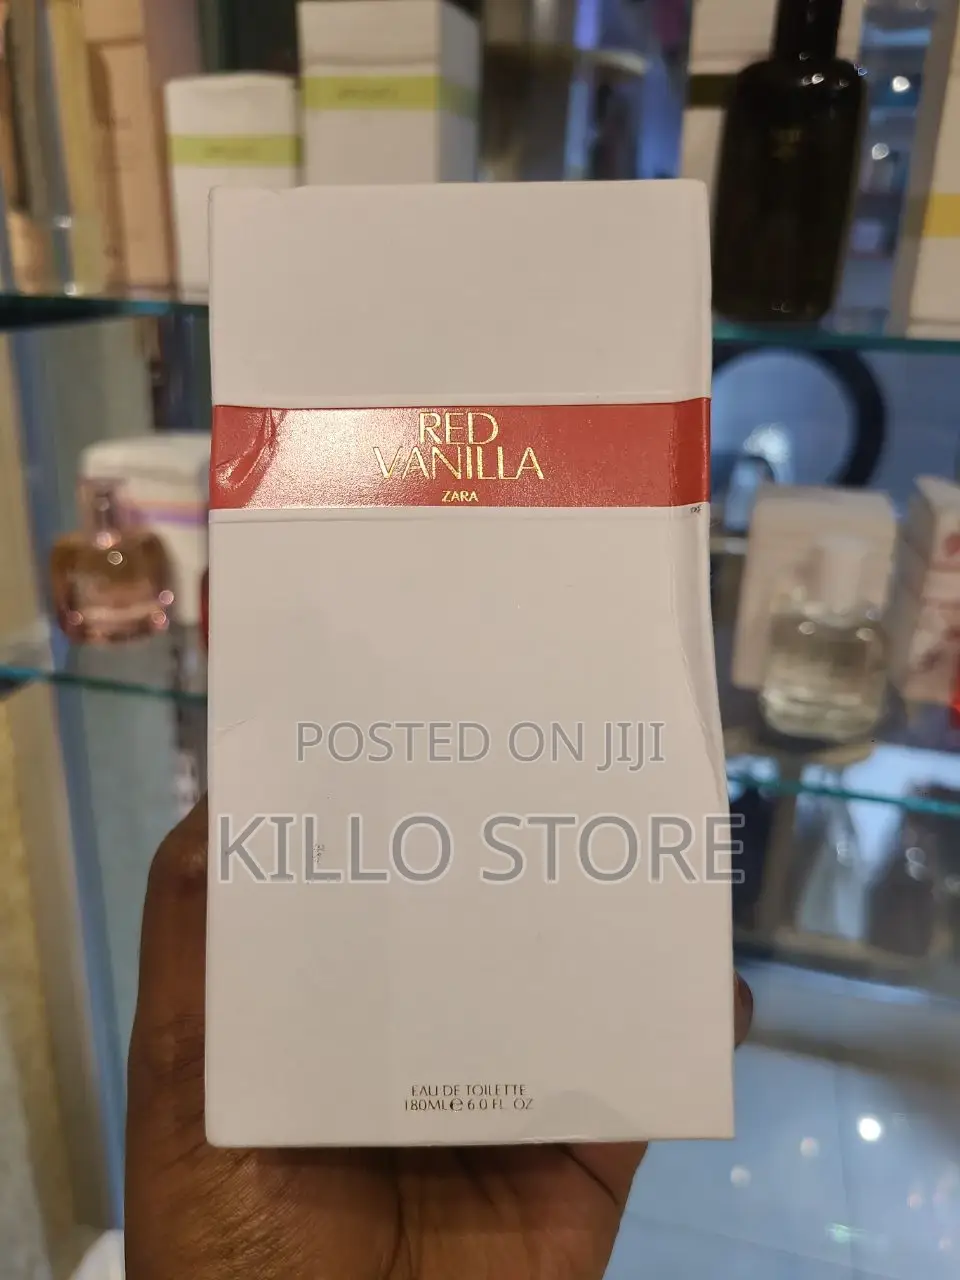 RED
VANILLA
ZARA
POSTED ON JIJI
KILLO STORE
EAU DE TOILETTE
180ML℮ 6.0 FL. OZ